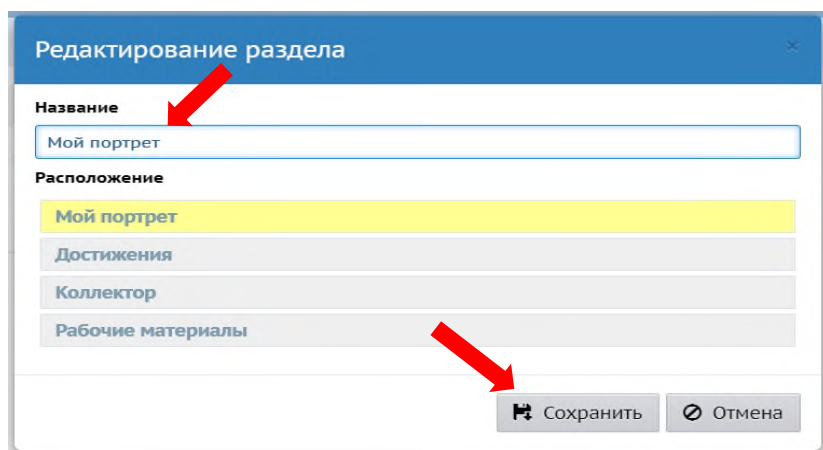 Редактирование раздела
Название
Мой портрет
Расположение
Мой портрет
Достижения
Коллектор
Рабочие материалы
Сохранить Отмена